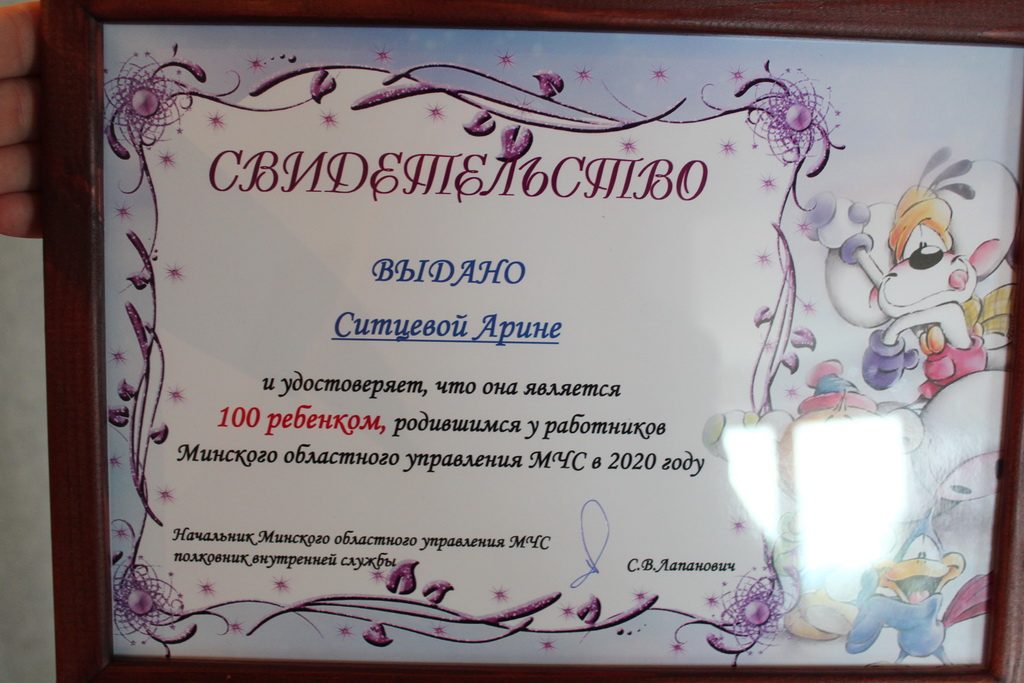 СВИДЕТЕЛЬСТВО
ВЫДАНО
Ситцевой Арине
и удостоверяет, что она является
100 ребенком, родившимся у работников
Минского областного управления МЧС в 2020 году
Начальник Минского областного управления МЧС
полковник внутренней службы
С.В.Лапанович